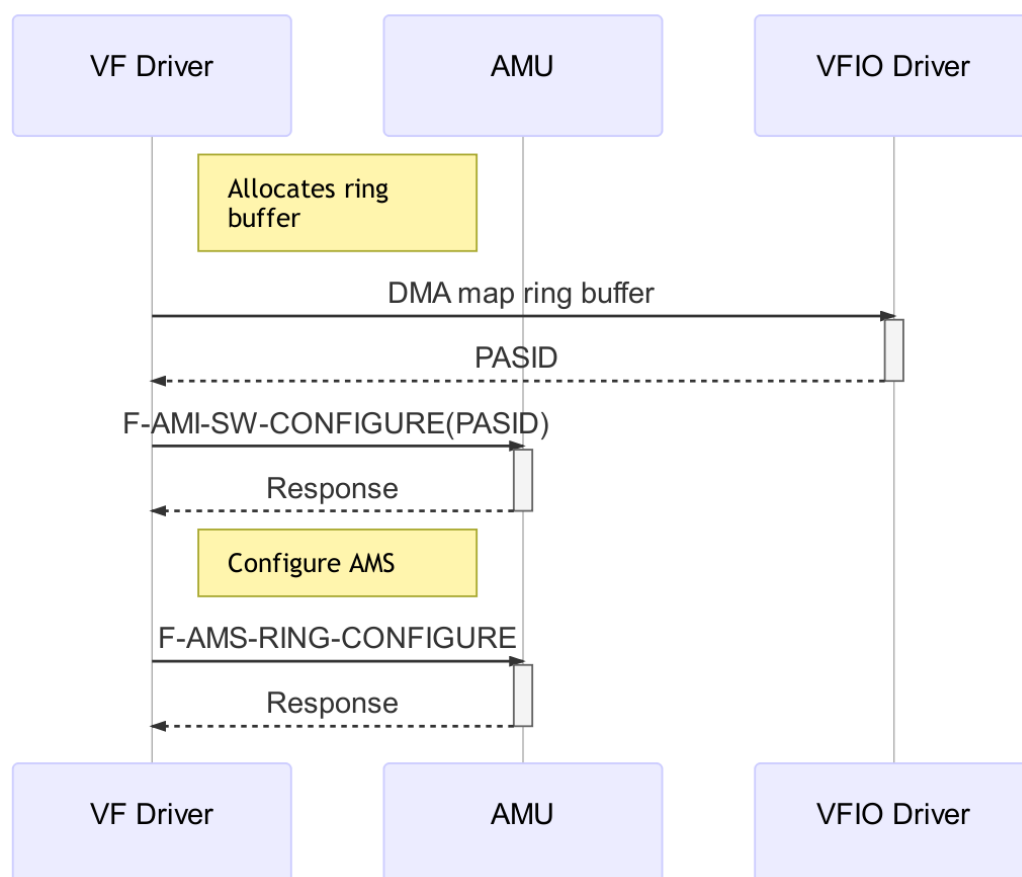 VF Driver
AMU
VFIO Driver
Allocates ring
buffer
DMA map ring buffer
PASID
F-AMI-SW-CONFIGURE(PASID)
Response
Configure AMS
F-AMS-RING-CONFIGURE
Response
VF Driver
AMU
VFIO Driver